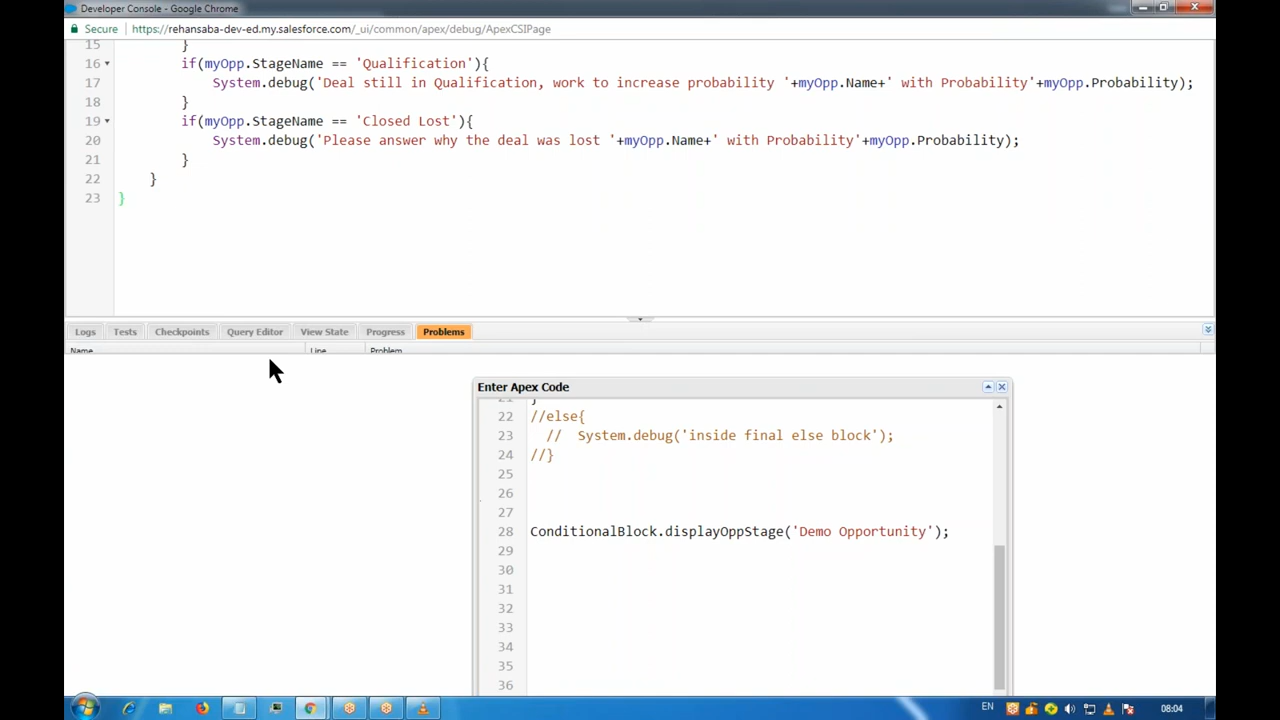 Developer Console - Google Chrome
Secure https://rehansaba-dev-ed.my.salesforce.com/_ui/common/apex/debug/ApexCSIPage
15 }
16 if(myOpp.StageName == 'Qualification'){
17 System.debug('Deal still in Qualification, work to increase probability '+myOpp.Name+' with Probability'+myOpp.Probability);
18 }
19 if(myOpp.StageName == 'Closed Lost'){
20 System.debug('Please answer why the deal was lost '+myOpp.Name+' with Probability'+myOpp.Probability);
21 }
22 }
23 }
Logs Tests Checkpoints Query Editor View State Progress Problems
Name Line Problem
Enter Apex Code
21 }
22 //else{
23 // System.debug('inside final else block');
24 //}
25
26
27
28 ConditionalBlock.displayOppStage('Demo Opportunity');
29
30
31
32
33
34
35
36
EN 08:04